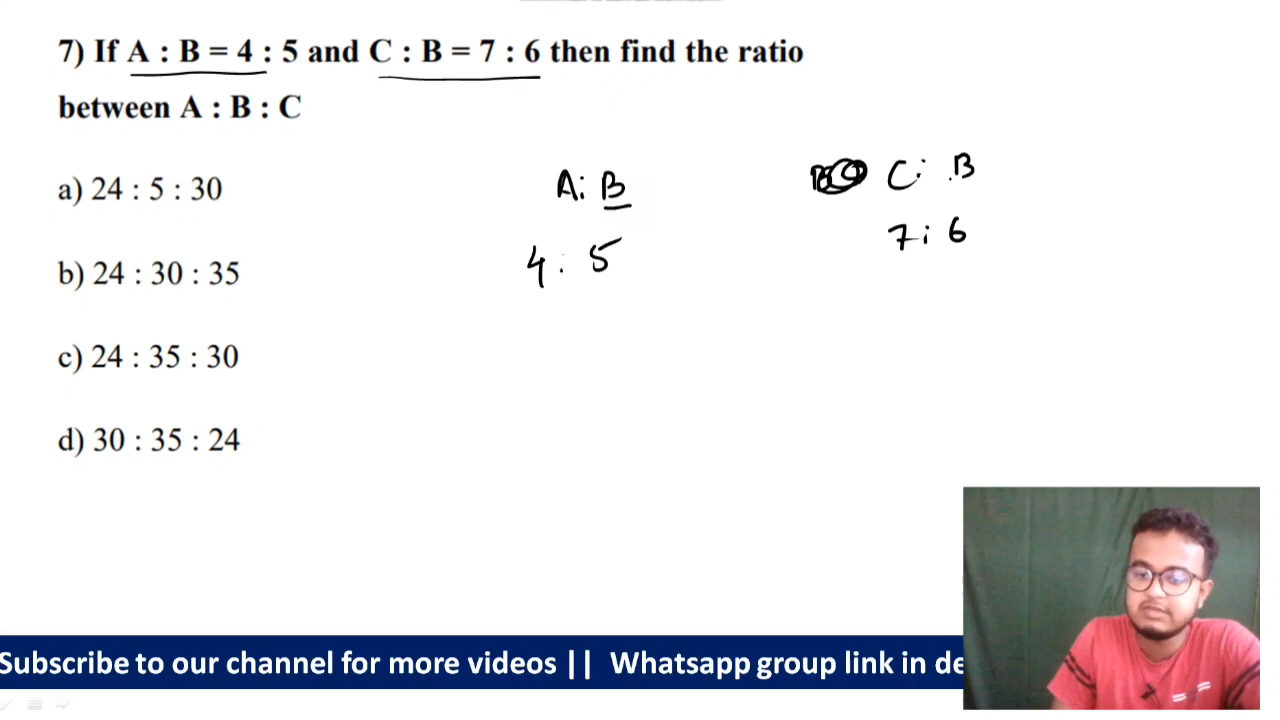 7) If A : B = 4 : 5 and C : B = 7 : 6 then find the ratio
between A : B : C
a) 24 : 5 : 30
b) 24 : 30 : 35
c) 24 : 35 : 30
d) 30 : 35 : 24
A : B
4 : 5
C : B
7 : 6
Subscribe to our channel for more videos || Whatsapp group link in de